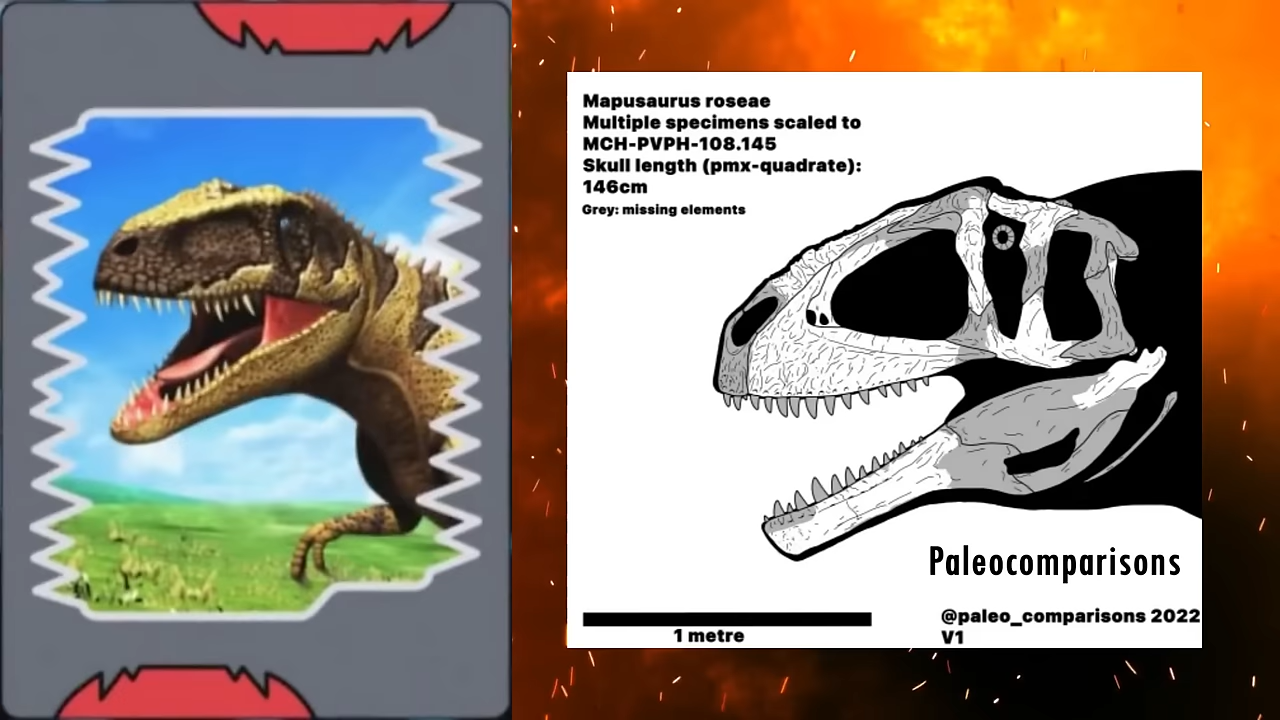 Mapusaurus roseae
Multiple specimens scaled to
MCH-PVPH-108.145
Skull length (pmx-quadrate):
146cm
Grey: missing elements
Paleocomparisons
1 metre
@paleo_comparisons 2022
V1